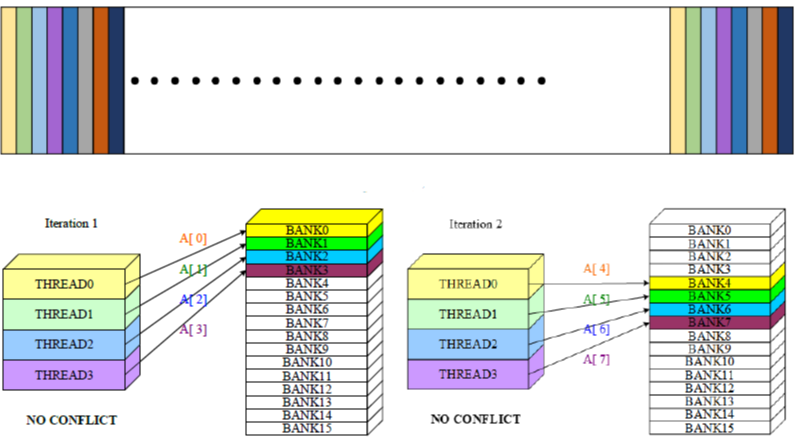 Iteration 1
A[ 0]
A[ 1]
A[ 2]
A[ 3]
THREAD0
THREAD1
THREAD2
THREAD3
NO CONFLICT
BANK0
BANK1
BANK2
BANK3
BANK4
BANK5
BANK6
BANK7
BANK8
BANK9
BANK10
BANK11
BANK12
BANK13
BANK14
BANK15
Iteration 2
A[ 4]
A[ 5]
A[ 6]
A[ 7]
THREAD0
THREAD1
THREAD2
THREAD3
NO CONFLICT
BANK0
BANK1
BANK2
BANK3
BANK4
BANK5
BANK6
BANK7
BANK8
BANK9
BANK10
BANK11
BANK12
BANK13
BANK14
BANK15